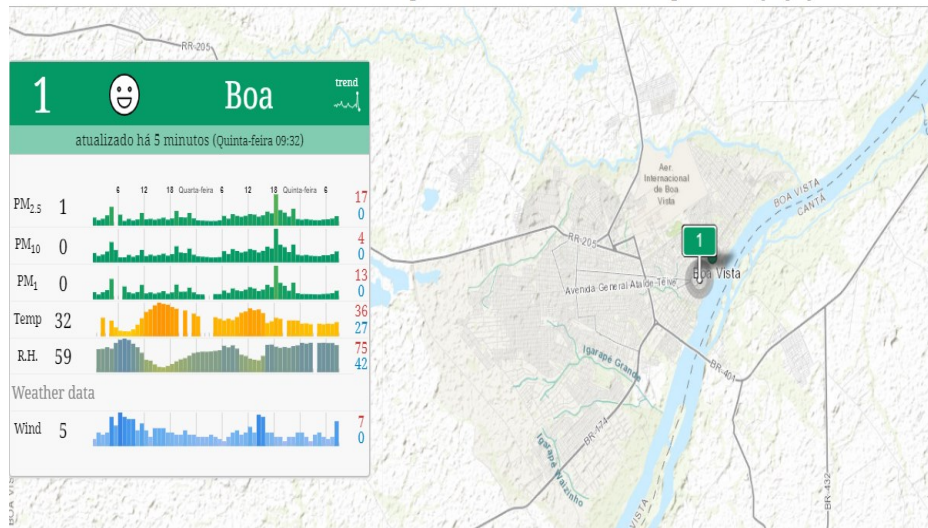 1 Boa trend
atualizado há 5 minutos (Quinta-feira 09:32)
6 12 18 Quarta-feira 6 12 18 Quinta-feira 6
PM2.5 1 17 0
PM10 0 4 0
PM1 0 13 0
Temp 32 36 27
R.H. 59 75 42
Weather data
Wind 5 7 0
RR-205
Aer.
Internacional
de Boa
Vista
BOA VISTA
CANTÁ
RR-205
1
Boa Vista
Avenida General Ataíde Teive
Igarapé Grande
BR-401
BR-174
Igarapé Waizinho
BR-432
VISTA
BOA VIS